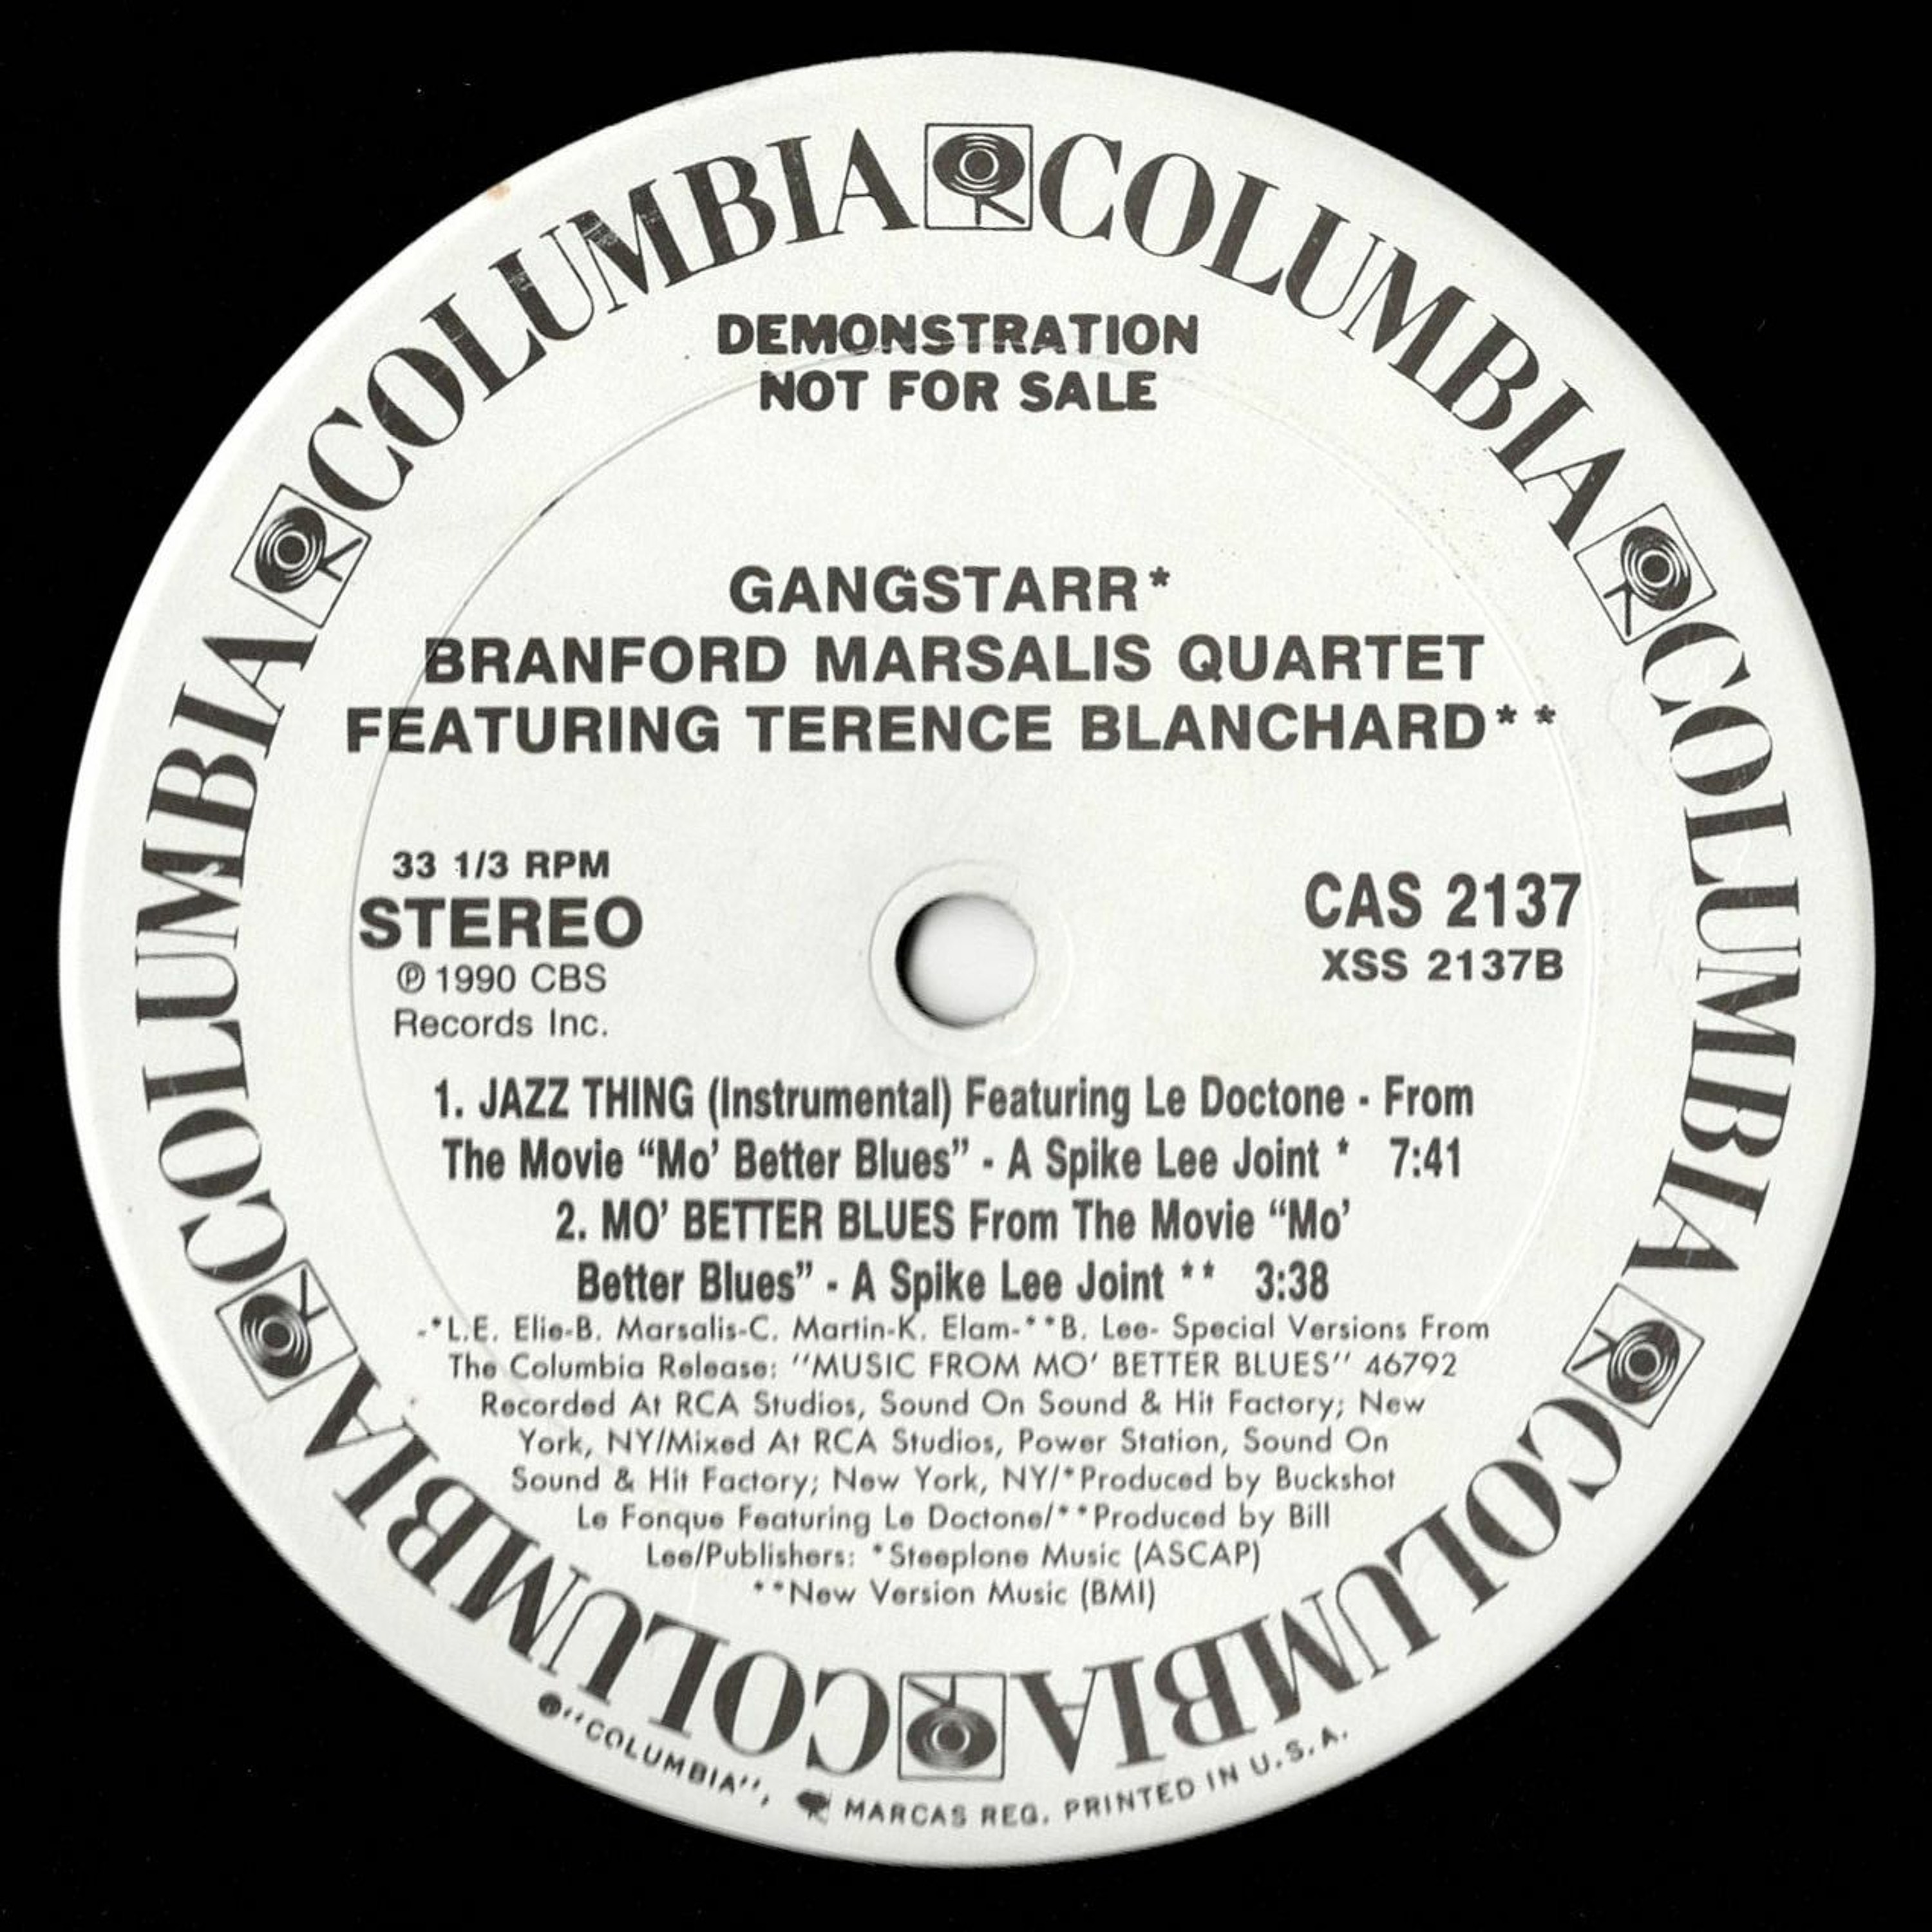 COLUMBIA COLUMBIA COLUMBIA COLUMBIA COLUMBIA COLUMBIA
DEMONSTRATION
NOT FOR SALE
GANGSTARR*
BRANFORD MARSALIS QUARTET
FEATURING TERENCE BLANCHARD**
33 1/3 RPM
STEREO
℗ 1990 CBS
Records Inc.
CAS 2137
XSS 2137B
1. JAZZ THING (Instrumental) Featuring Le Doctone - From
The Movie “Mo’ Better Blues” - A Spike Lee Joint * 7:41
2. MO’ BETTER BLUES From The Movie “Mo’
Better Blues” - A Spike Lee Joint ** 3:38
-*L.E. Elie-B. Marsalis-C. Martin-K. Elam-**B. Lee- Special Versions From
The Columbia Release: "MUSIC FROM MO’ BETTER BLUES" 46792
Recorded At RCA Studios, Sound On Sound & Hit Factory; New
York, NY/Mixed At RCA Studios, Power Station, Sound On
Sound & Hit Factory; New York, NY/*Produced by Buckshot
Le Fonque Featuring Le Doctone/**Produced by Bill
Lee/Publishers: *Steeplone Music (ASCAP)
**New Version Music (BMI)
"COLUMBIA", MARCAS REG. PRINTED IN U.S.A.